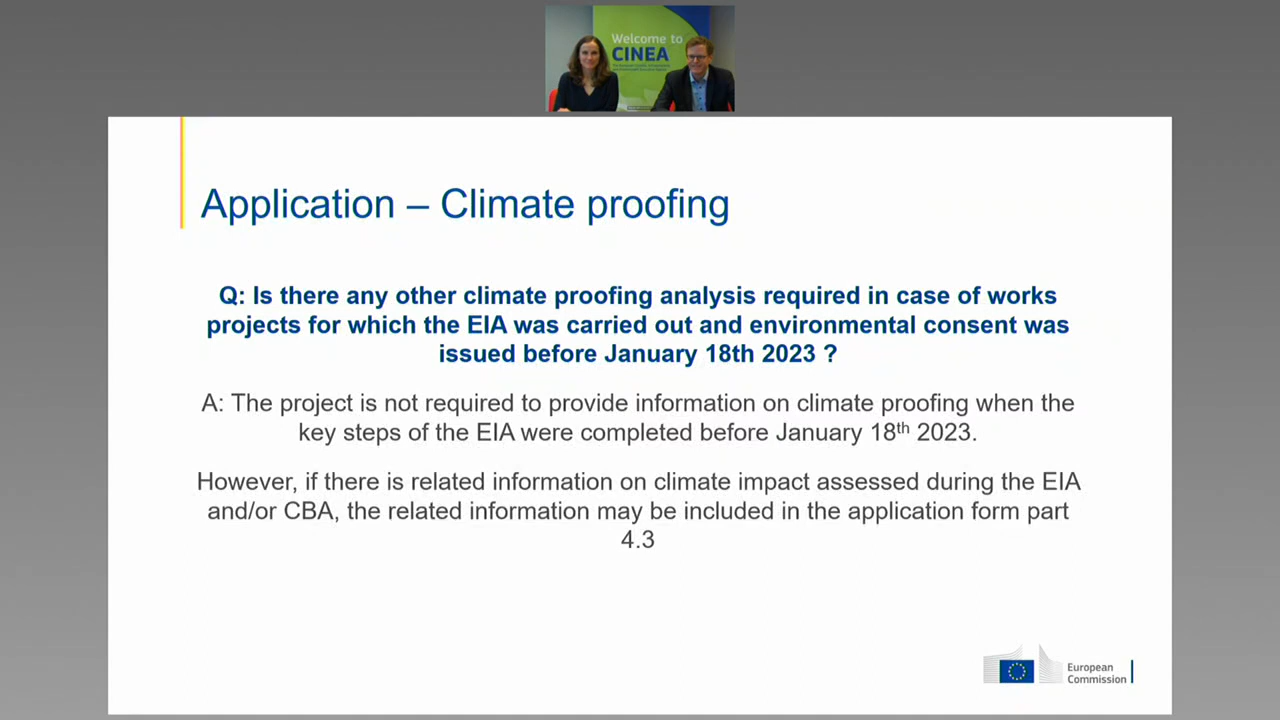 Welcome to
CINEA
Application – Climate proofing
Q: Is there any other climate proofing analysis required in case of works
projects for which the EIA was carried out and environmental consent was
issued before January 18th 2023 ?
A: The project is not required to provide information on climate proofing when the
key steps of the EIA were completed before January 18th 2023.
However, if there is related information on climate impact assessed during the EIA
and/or CBA, the related information may be included in the application form part
4.3
European
Commission